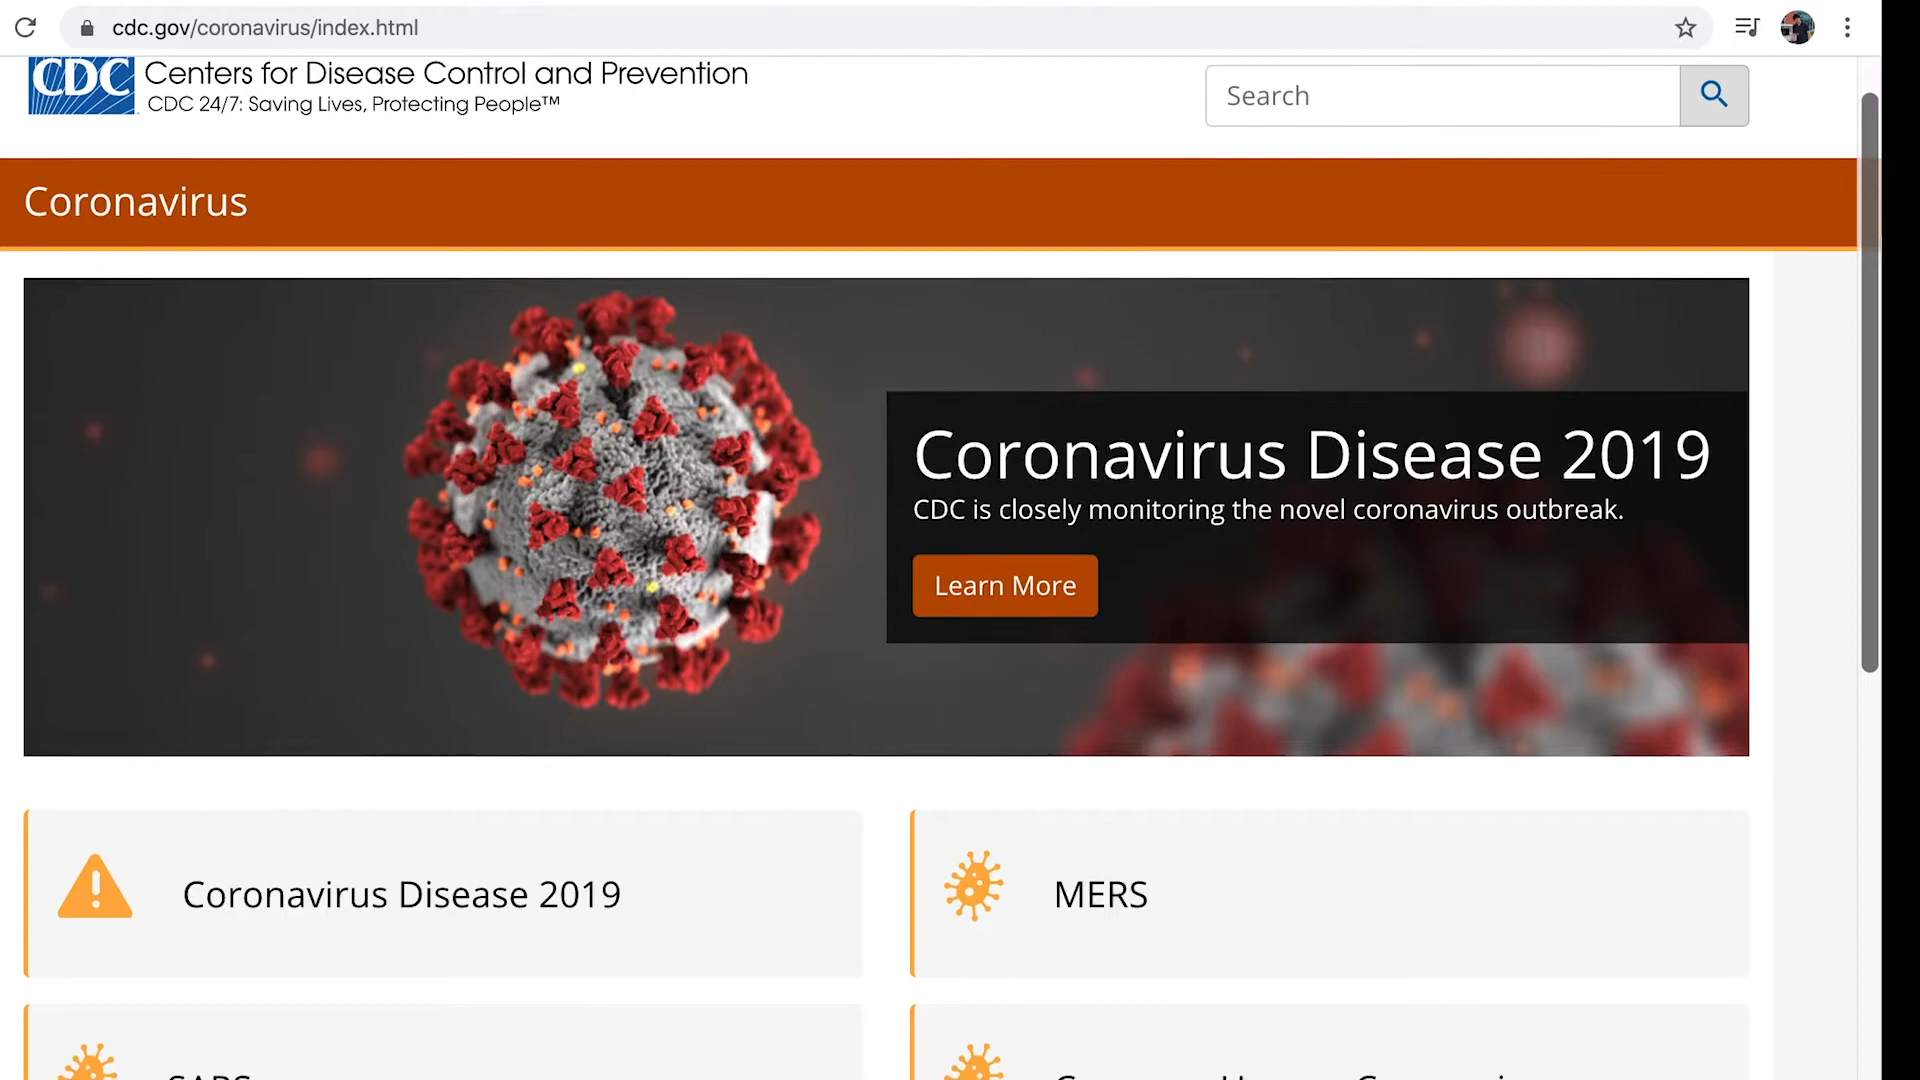 cdc.gov/coronavirus/index.html
CDC Centers for Disease Control and Prevention
CDC 24/7: Saving Lives, Protecting People™
Search
Coronavirus
Coronavirus Disease 2019
CDC is closely monitoring the novel coronavirus outbreak.
Learn More
Coronavirus Disease 2019
MERS
SARS